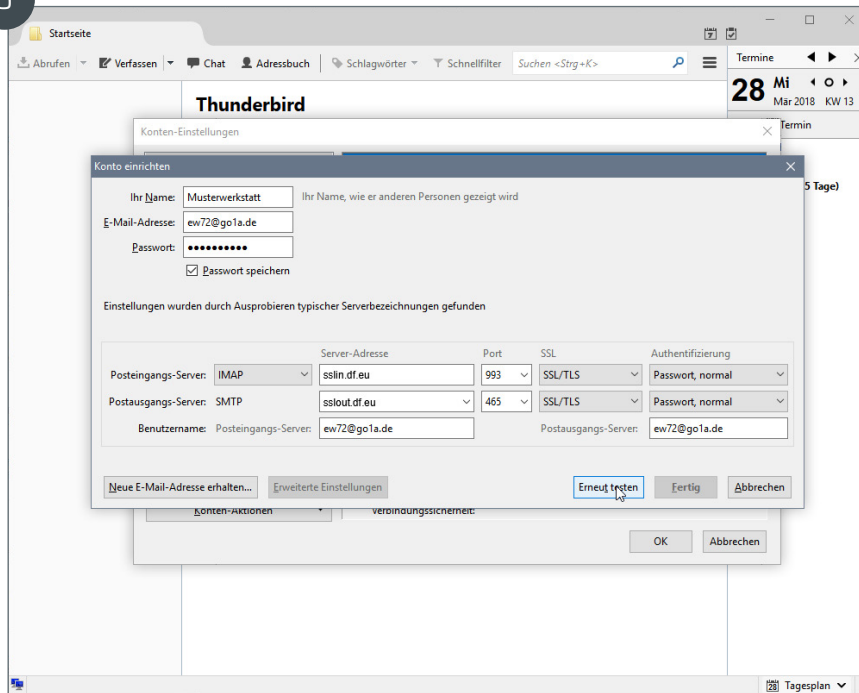 Startseite
Abrufen Verfassen Chat Adressbuch Schlagwörter Schnellfilter Suchen <Strg+K>
Termine
28 Mi
Mär 2018 KW 13
Termin
Thunderbird
Konten-Einstellungen
Konto einrichten
5 Tage)
Ihr Name: Musterwerkstatt Ihr Name, wie er anderen Personen gezeigt wird
E-Mail-Adresse: ew72@go1a.de
Passwort: ••••••••••
Passwort speichern
Einstellungen wurden durch Ausprobieren typischer Serverbezeichnungen gefunden
Server-Adresse Port SSL Authentifizierung
Posteingangs-Server: IMAP sslin.df.eu 993 SSL/TLS Passwort, normal
Postausgangs-Server: SMTP sslout.df.eu 465 SSL/TLS Passwort, normal
Benutzername: Posteingangs-Server: ew72@go1a.de Postausgangs-Server: ew72@go1a.de
Neue E-Mail-Adresse erhalten... Erweiterte Einstellungen Erneut testen Fertig Abbrechen
Konten-Aktionen Verbindungssicherheit:
OK Abbrechen
28 Tagesplan